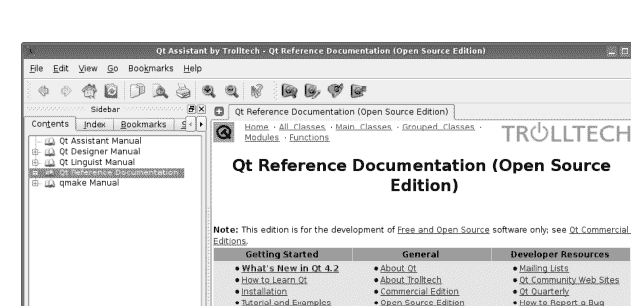 Qt Assistant by Trolltech - Qt Reference Documentation (Open Source Edition)
File Edit View Go Bookmarks Help
Sidebar
Contents Index Bookmarks S
Qt Assistant Manual
Qt Designer Manual
Qt Linguist Manual
Qt Reference Documentation
qmake Manual
Qt Reference Documentation (Open Source Edition)
Home · All Classes · Main Classes · Grouped Classes ·
Modules · Functions
TROLLTECH
Qt Reference Documentation (Open Source
Edition)
Note: This edition is for the development of Free and Open Source software only; see Qt Commercial
Editions.
Getting Started General Developer Resources
• What's New in Qt 4.2 • About Qt • Mailing Lists
• How to Learn Qt • About Trolltech • Qt Community Web Sites
• Installation • Commercial Edition • Qt Quarterly
• Tutorial and Examples • Open Source Edition • How to Report a Bug